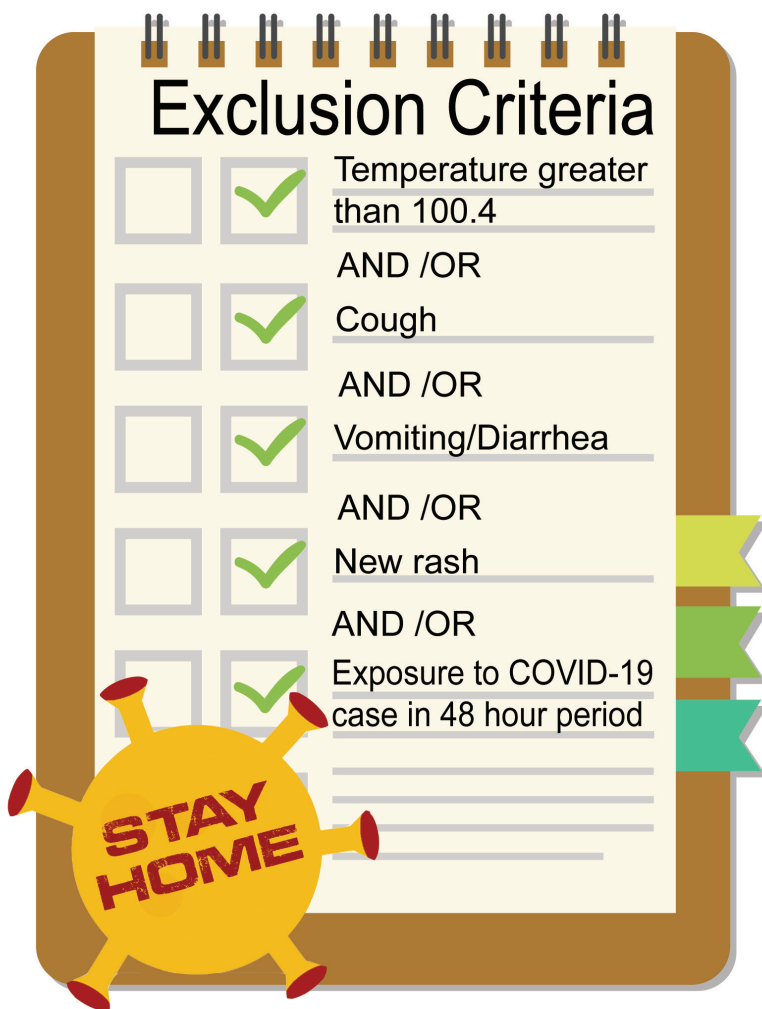 Exclusion Criteria
Temperature greater
than 100.4
AND /OR
Cough
AND /OR
Vomiting/Diarrhea
AND /OR
New rash
AND /OR
Exposure to COVID-19
case in 48 hour period
STAY
HOME